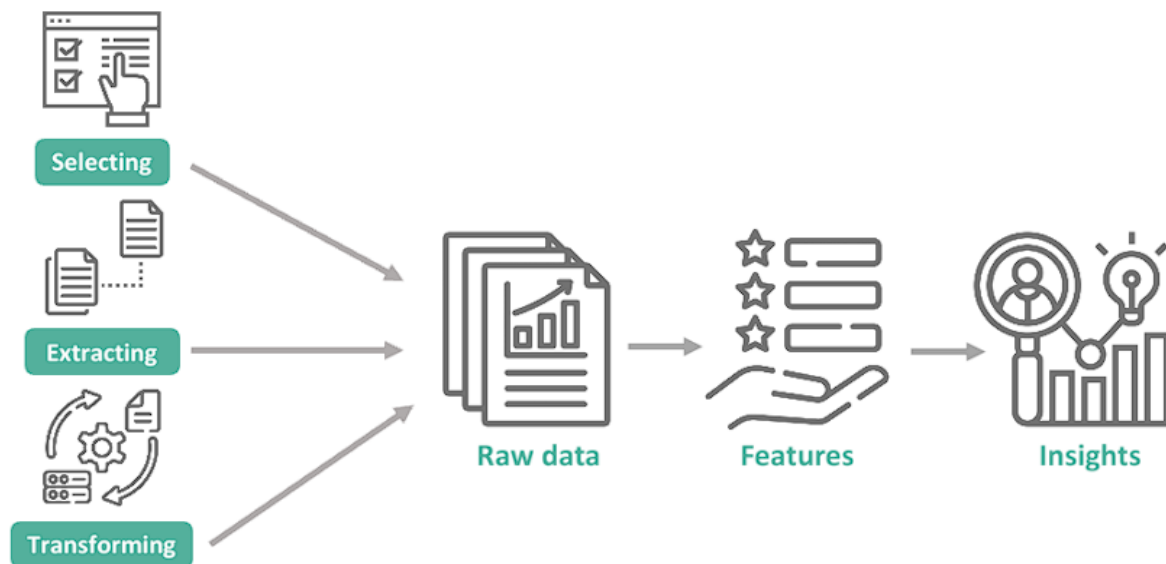 Selecting
Extracting
Transforming
Raw data
Features
Insights